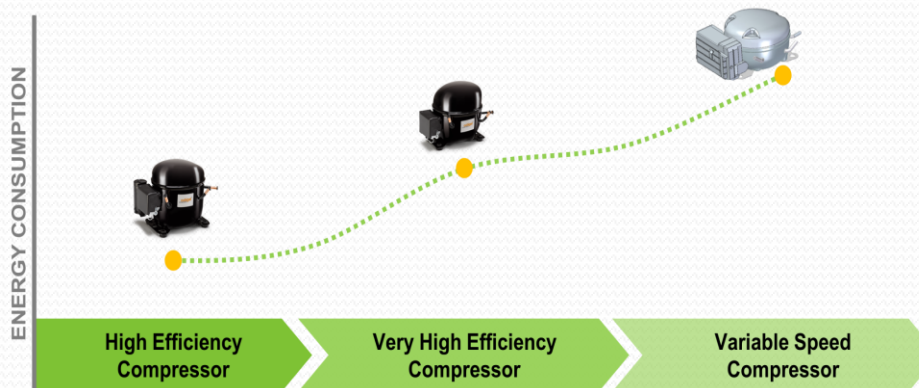 ENERGY CONSUMPTION
High Efficiency
Compressor
Very High Efficiency
Compressor
Variable Speed
Compressor